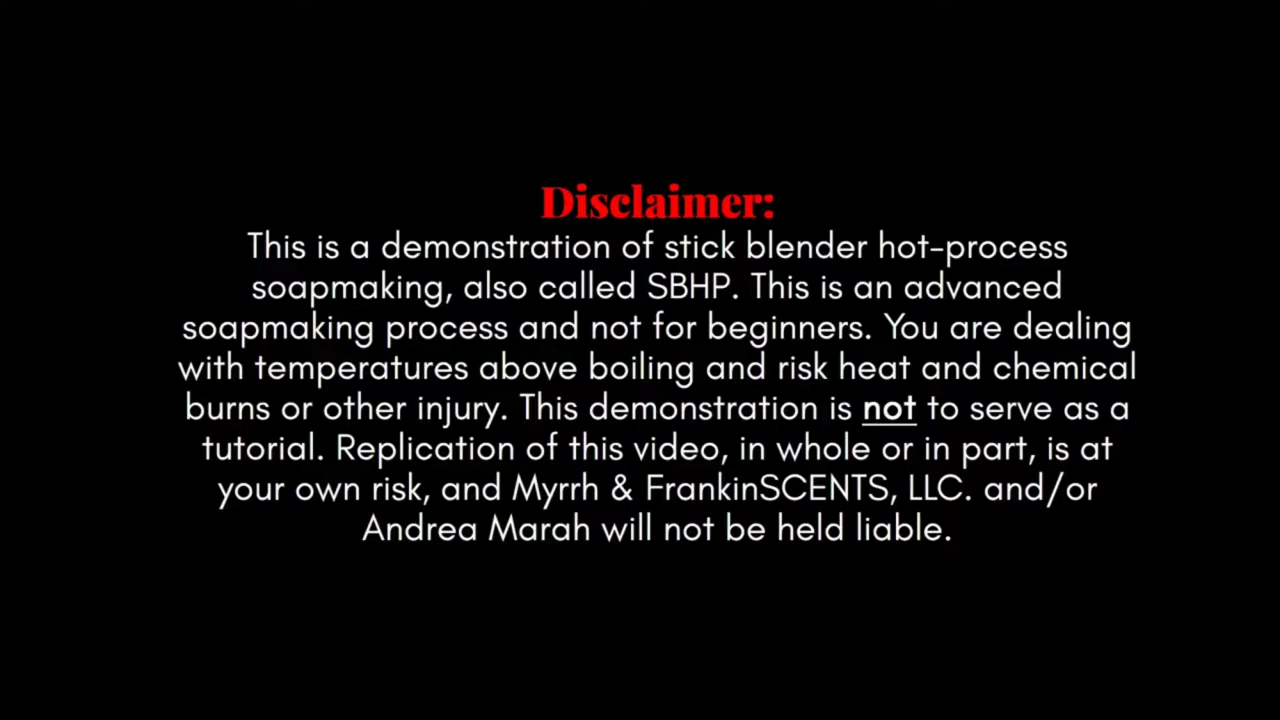 Disclaimer:
This is a demonstration of stick blender hot-process
soapmaking, also called SBHP. This is an advanced
soapmaking process and not for beginners. You are dealing
with temperatures above boiling and risk heat and chemical
burns or other injury. This demonstration is not to serve as a
tutorial. Replication of this video, in whole or in part, is at
your own risk, and Myrrh & FrankinSCENTS, LLC. and/or
Andrea Marah will not be held liable.